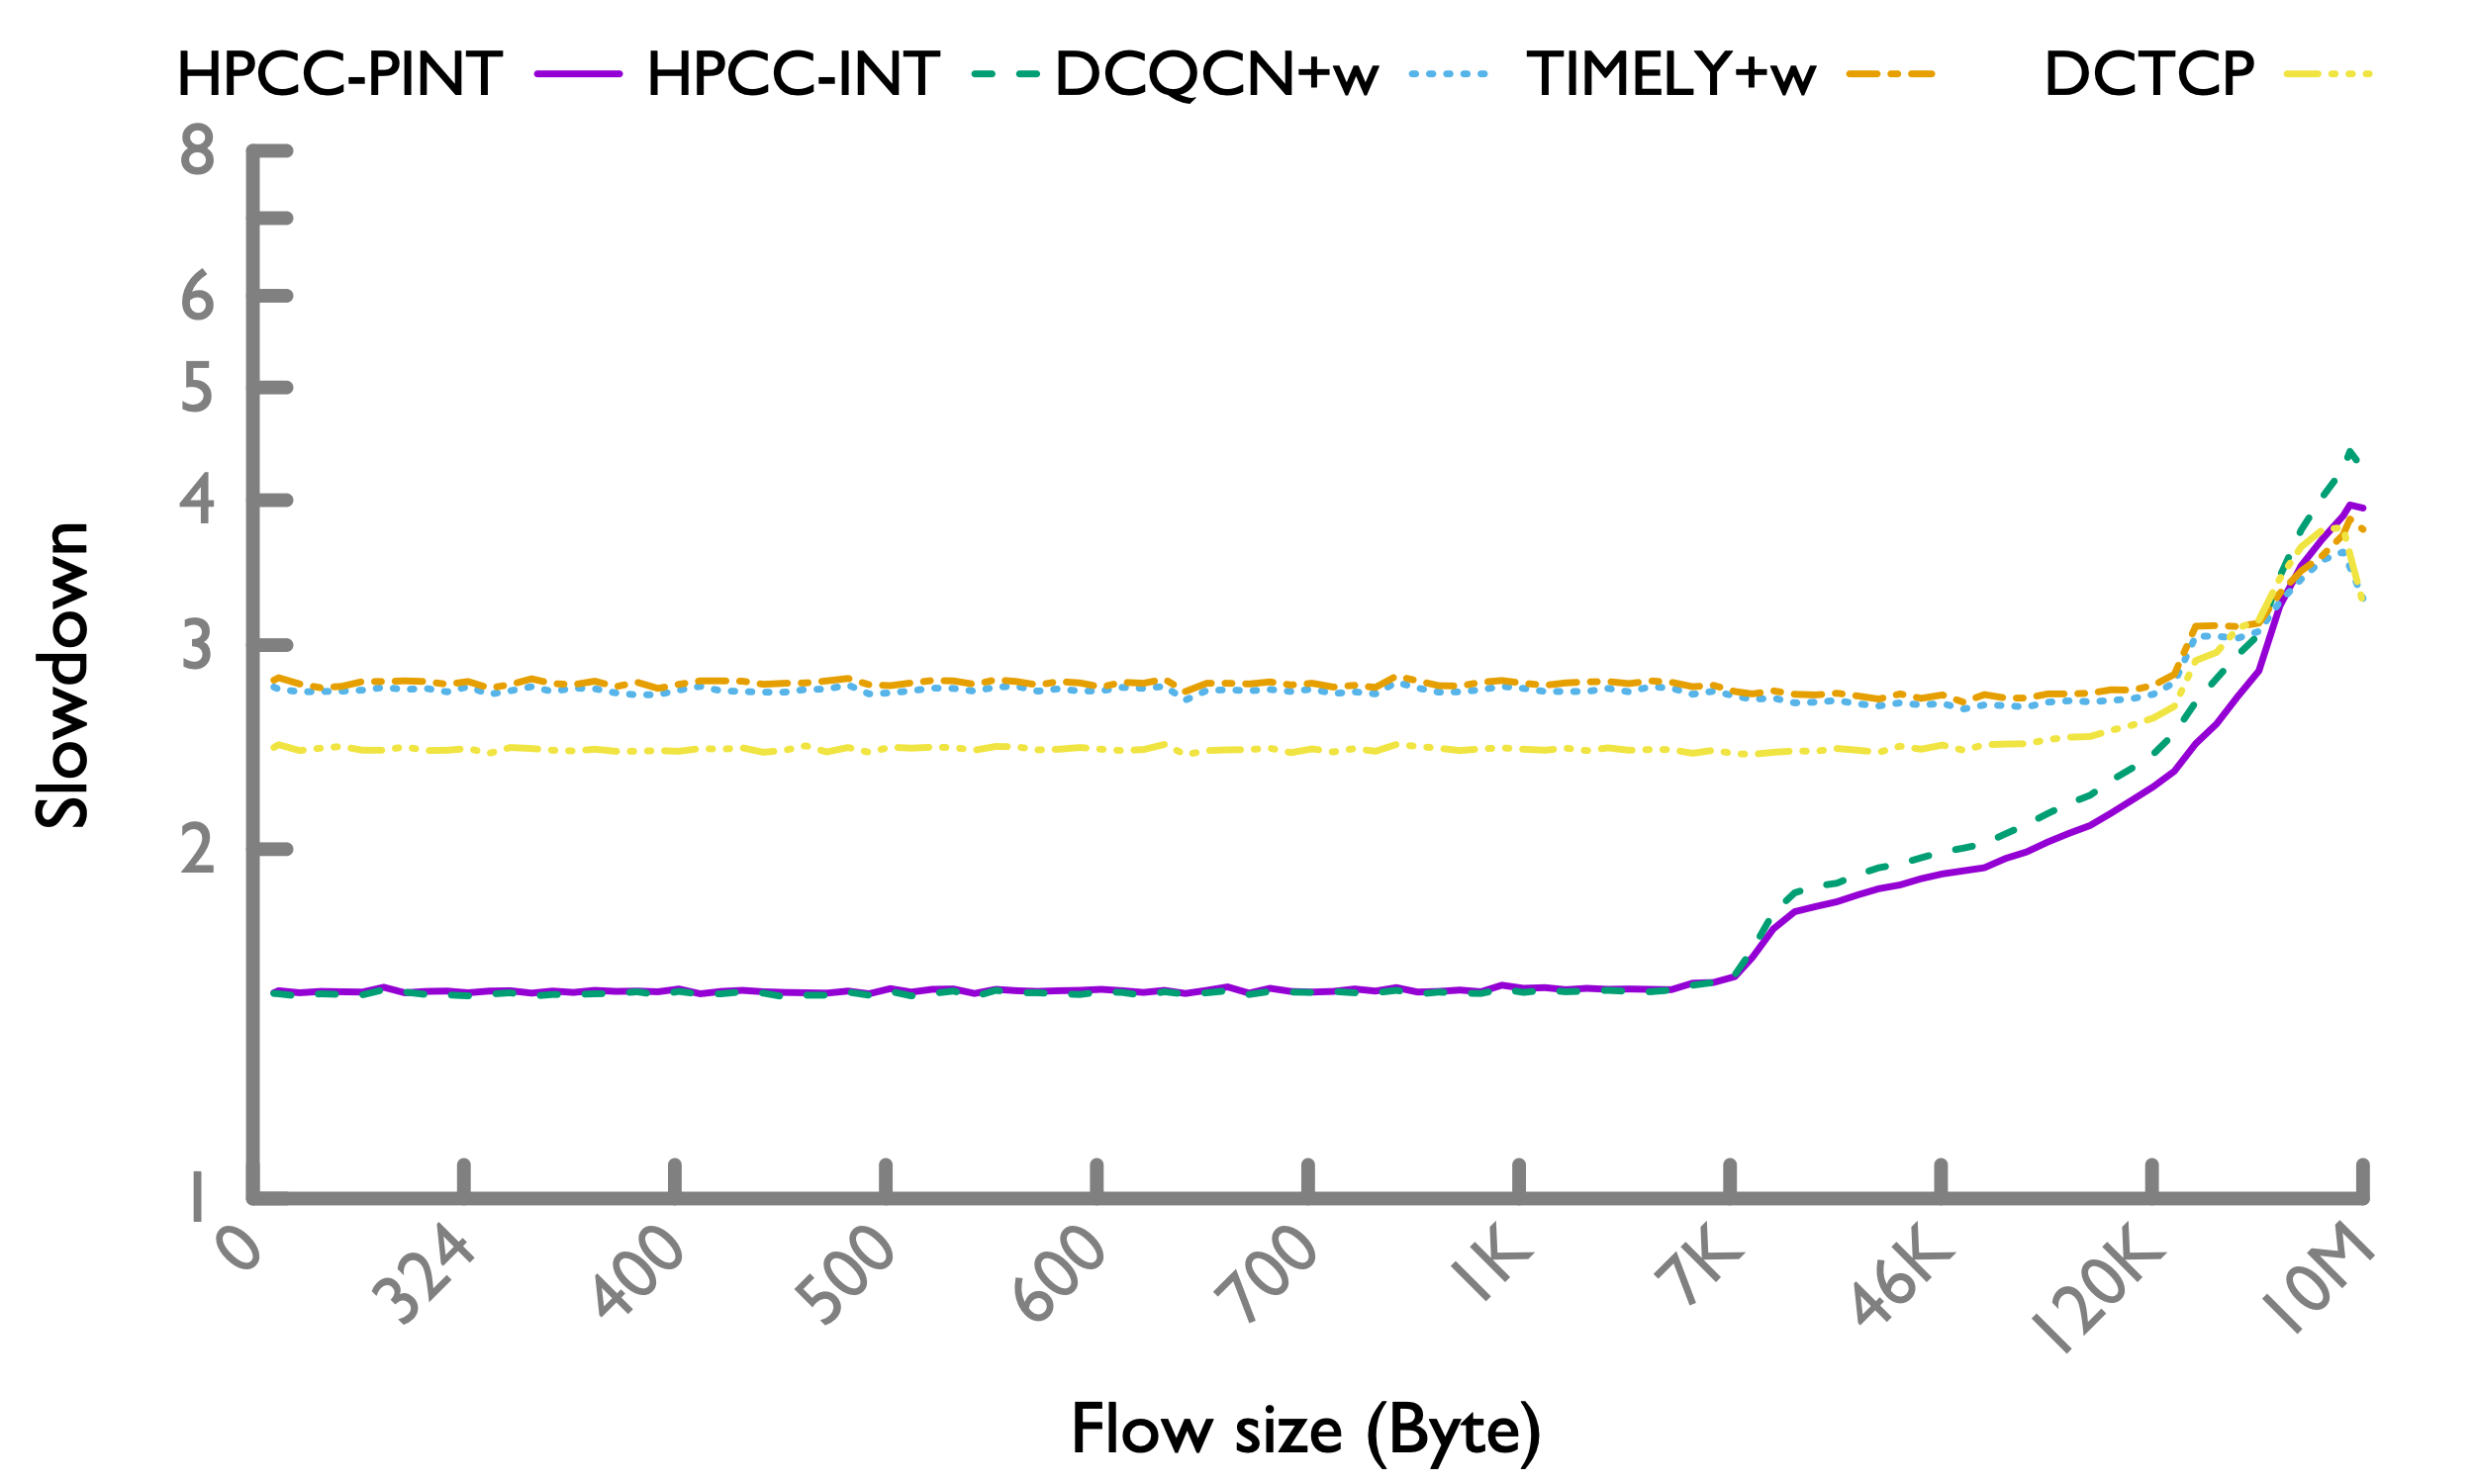 HPCC-PINT HPCC-INT DCQCN+w TIMELY+w DCTCP
8
6
5
4
3
2
1
Slowdown
0 324 400 500 600 700 1K 7K 46K 120K 10M
Flow size (Byte)